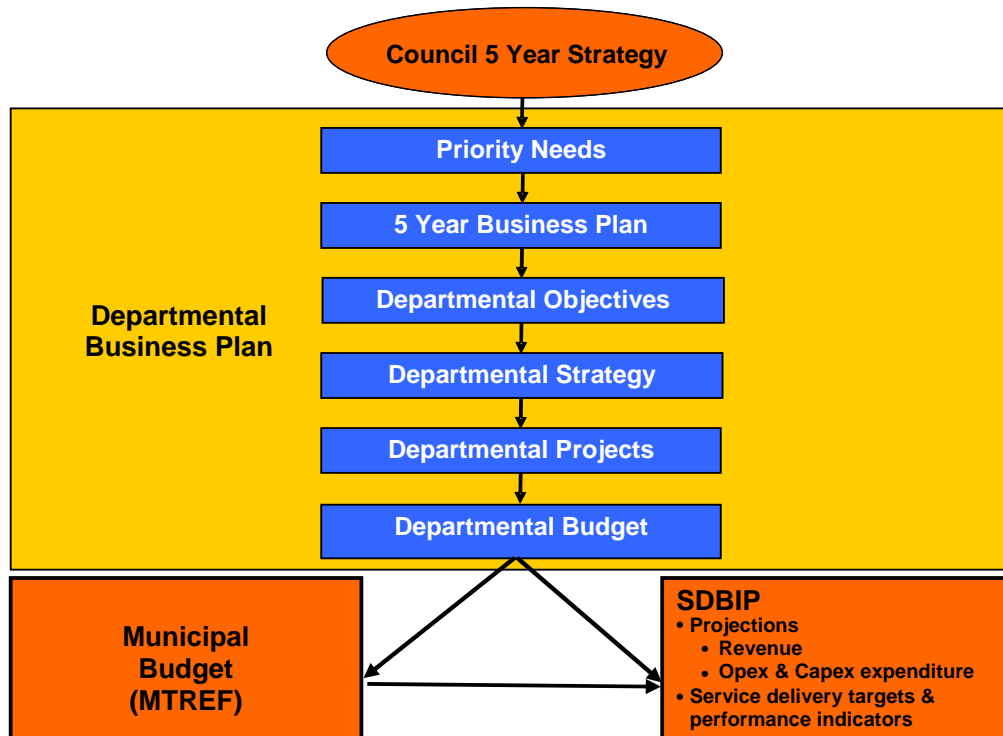 Council 5 Year Strategy
Priority Needs
5 Year Business Plan
Departmental Objectives
Departmental
Business Plan
Departmental Strategy
Departmental Projects
Departmental Budget
Municipal
Budget
(MTREF)
SDBIP
• Projections
• Revenue
• Opex & Capex expenditure
• Service delivery targets &
performance indicators